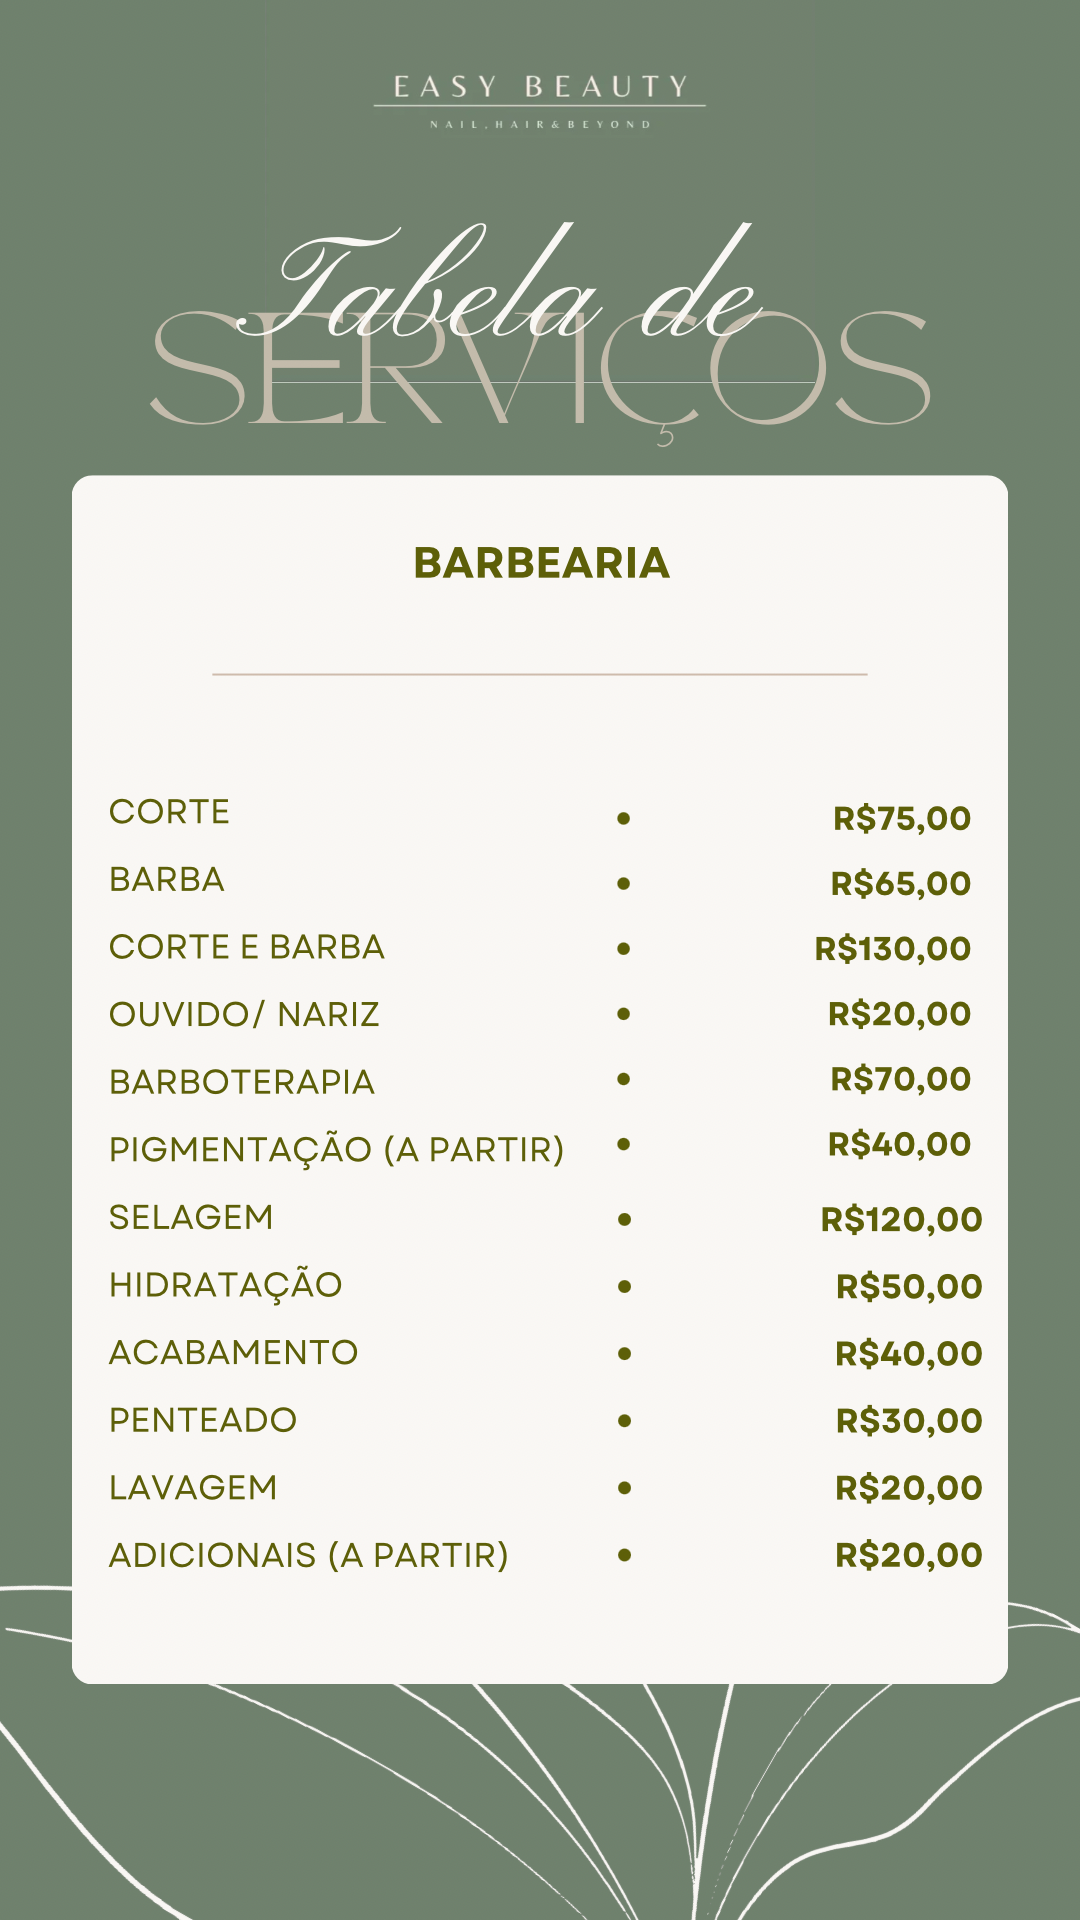 EASY BEAUTY
NAIL,HAIR&BEYOND
Tabela de
SERVIÇOS
BARBEARIA
CORTE • R$75,00
BARBA • R$65,00
CORTE E BARBA • R$130,00
OUVIDO/ NARIZ • R$20,00
BARBOTERAPIA • R$70,00
PIGMENTAÇÃO (A PARTIR) • R$40,00
SELAGEM • R$120,00
HIDRATAÇÃO • R$50,00
ACABAMENTO • R$40,00
PENTEADO • R$30,00
LAVAGEM • R$20,00
ADICIONAIS (A PARTIR) • R$20,00